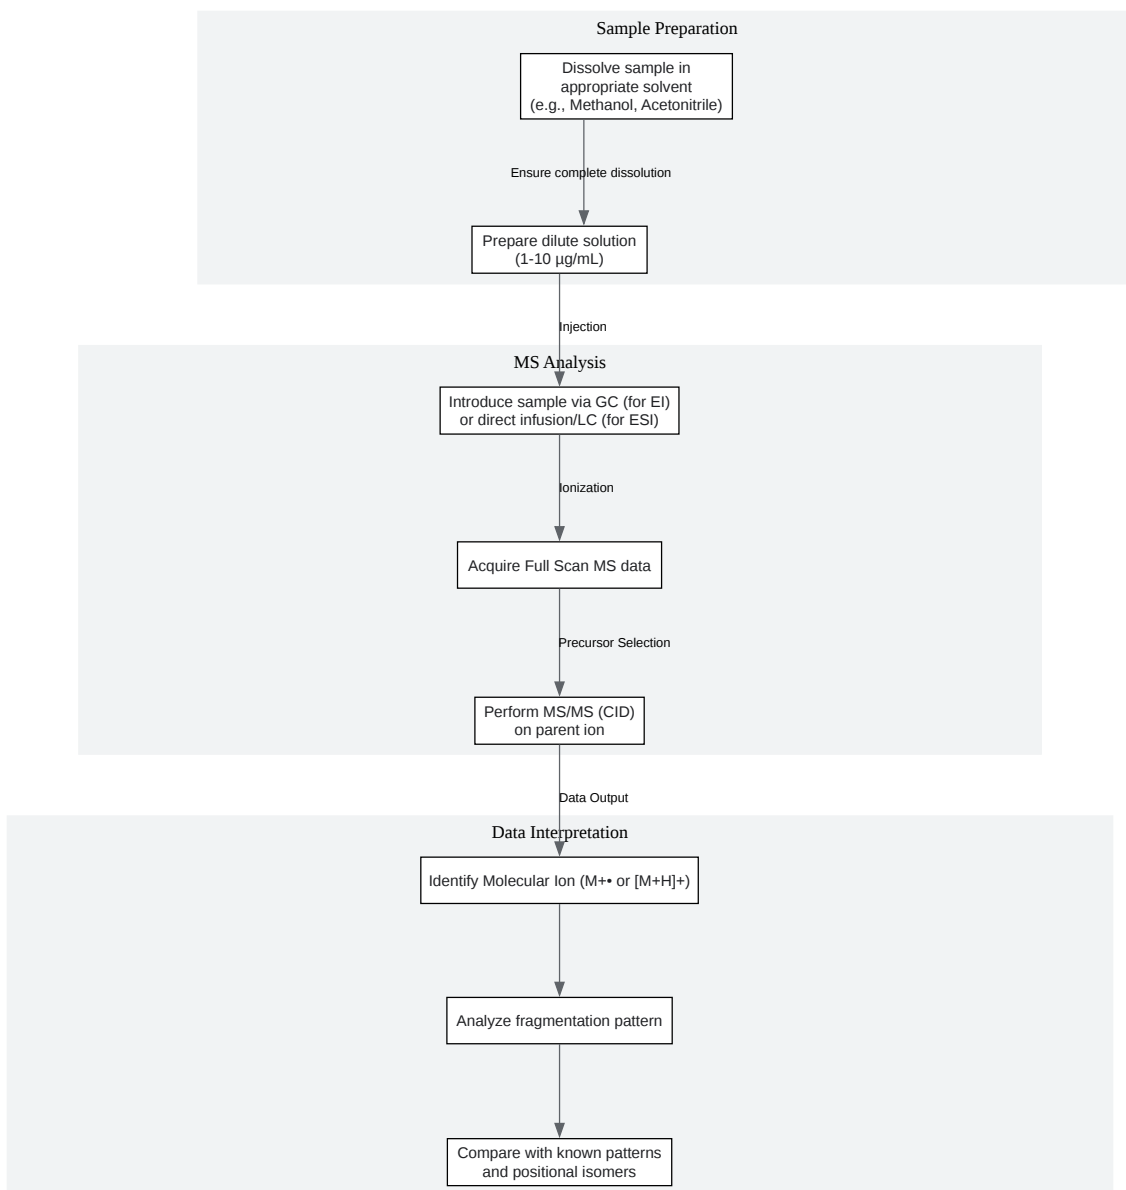 Sample Preparation
Dissolve sample in
appropriate solvent
(e.g., Methanol, Acetonitrile)
Ensure complete dissolution
Prepare dilute solution
(1-10 µg/mL)
Injection
MS Analysis
Introduce sample via GC (for EI)
or direct infusion/LC (for ESI)
Ionization
Acquire Full Scan MS data
Precursor Selection
Perform MS/MS (CID)
on parent ion
Data Output
Data Interpretation
Identify Molecular Ion (M+• or [M+H]+)
Analyze fragmentation pattern
Compare with known patterns
and positional isomers